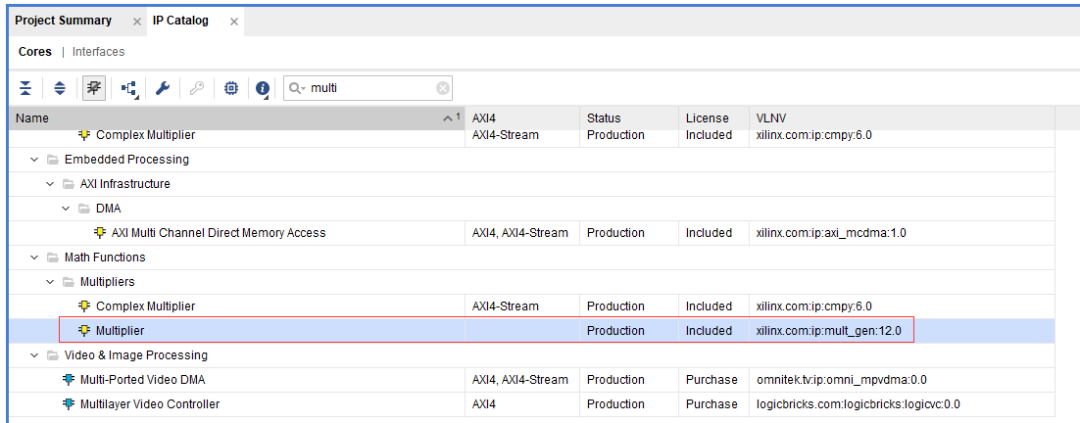 Project Summary × IP Catalog ×
Cores | Interfaces
multi
Name 1 AXI4 Status License VLNV
Complex Multiplier AXI4-Stream Production Included xilinx.com:ip:cmpy:6.0
Embedded Processing
AXI Infrastructure
DMA
AXI Multi Channel Direct Memory Access AXI4, AXI4-Stream Production Included xilinx.com:ip:axi_mcdma:1.0
Math Functions
Multipliers
Complex Multiplier AXI4-Stream Production Included xilinx.com:ip:cmpy:6.0
Multiplier Production Included xilinx.com:ip:mult_gen:12.0
Video & Image Processing
Multi-Ported Video DMA AXI4, AXI4-Stream Production Purchase omnitek.tv:ip:omni_mpvdma:0.0
Multilayer Video Controller AXI4 Production Purchase logicbricks.com:logicbricks:logicvc:0.0